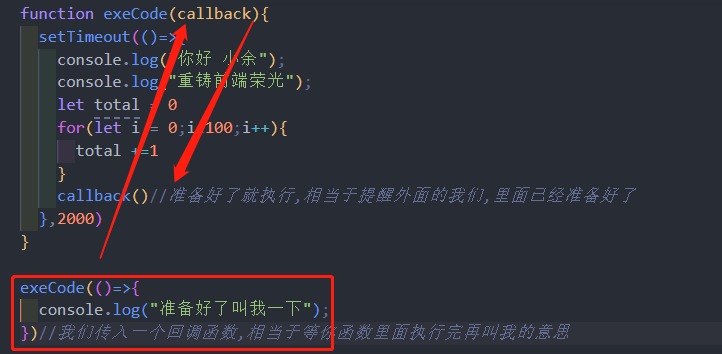 function exeCode(callback){
setTimeout(()=>{
console.log("你好 小余");
console.log("重铸前端荣光");
let total = 0
for(let i = 0;i<100;i++){
total +=1
}
callback()//准备好了就执行,相当于提醒外面的我们,里面已经准备好了
},2000)
}
exeCode(()=>{
console.log("准备好了叫我一下");
})//我们传入一个回调函数,相当于等你函数里面执行完再叫我的意思